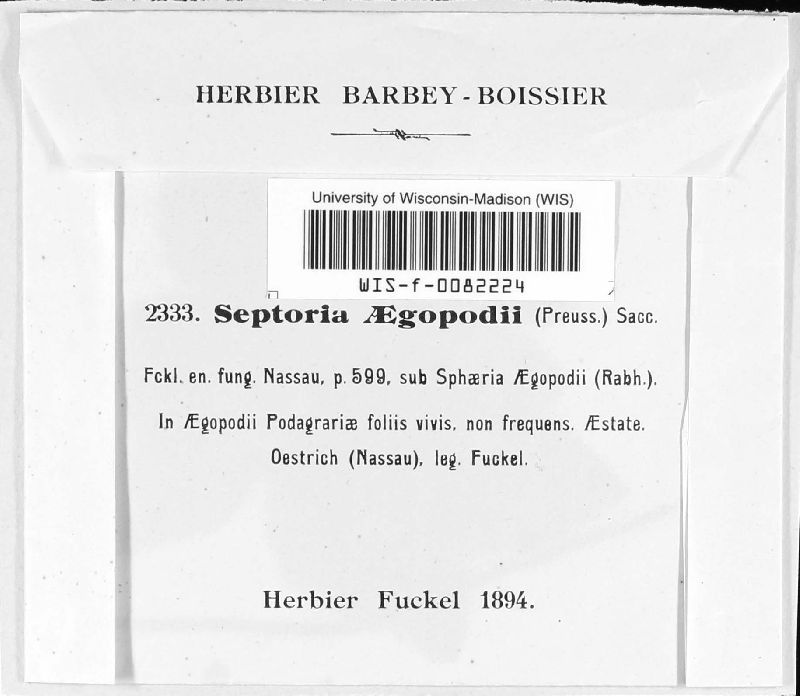 HERBIER BARBEY-BOISSIER
University of Wisconsin-Madison (WIS)
WIS-f-0082224
2333. Septoria Ægopodii (Preuss.) Sacc.
Fckl. en. fung. Nassau, p. 599, sub Sphæria Ægopodii (Rabh.).
In Ægopodii Podagrariæ foliis vivis, non frequens. Æstate.
Oestrich (Nassau), leg. Fuckel.
Herbier Fuckel 1894.